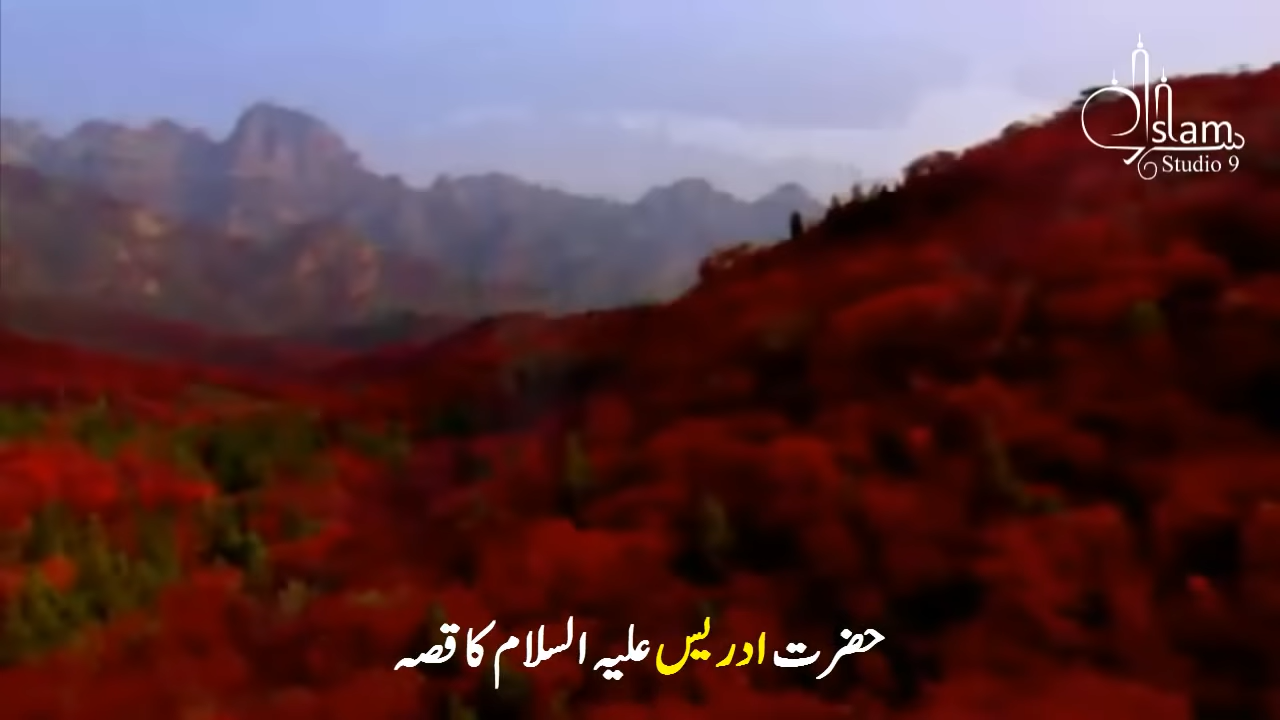 Islam
Studio 9
حضرت ادریس علیہ السلام کا قصہ